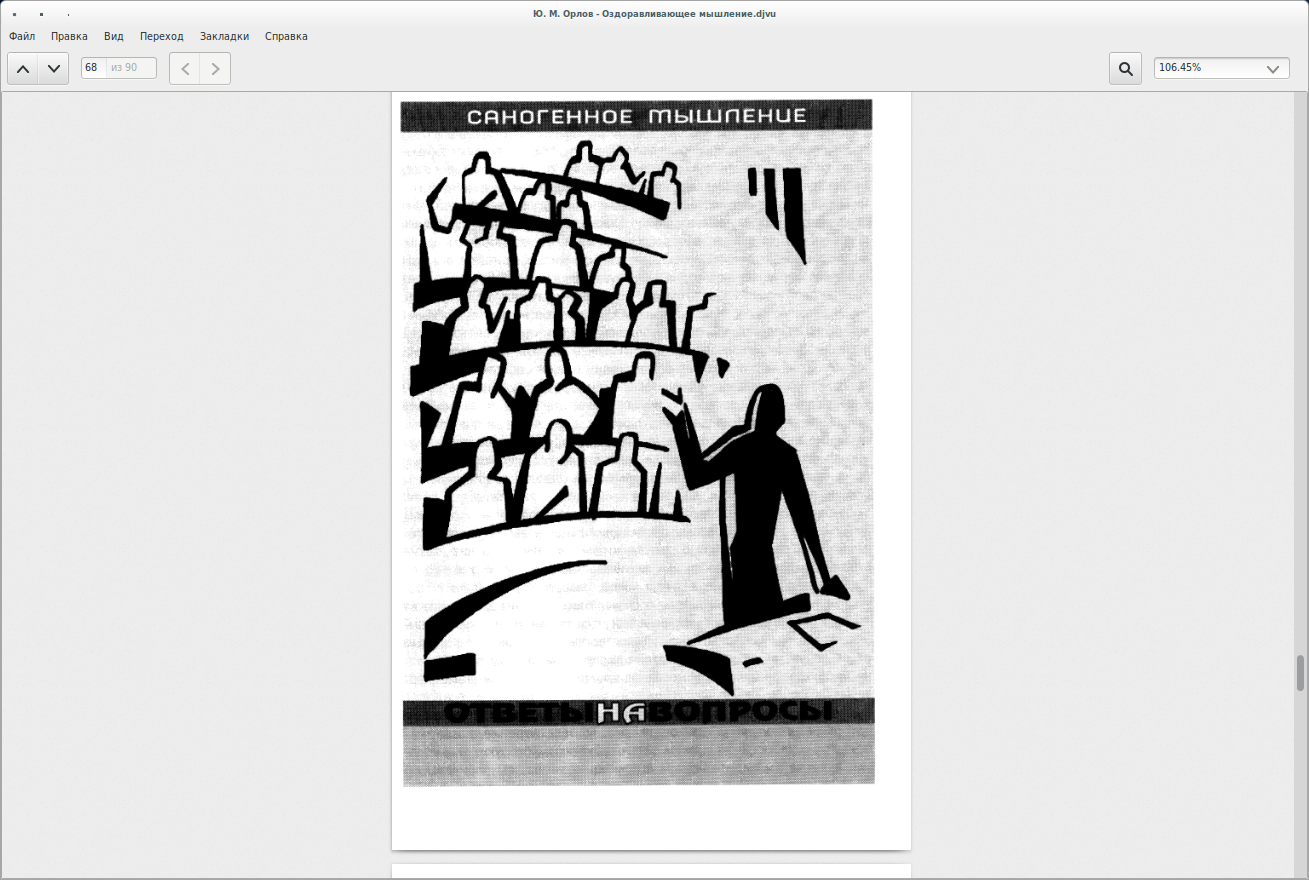 Ю. М. Орлов - Оздоравливающее мышление.djvu
Файл Правка Вид Переход Закладки Справка
68 из 90 106.45%
САНОГЕННОЕ МЫШЛЕНИЕ
ОТВЕТЫ НА ВОПРОСЫ